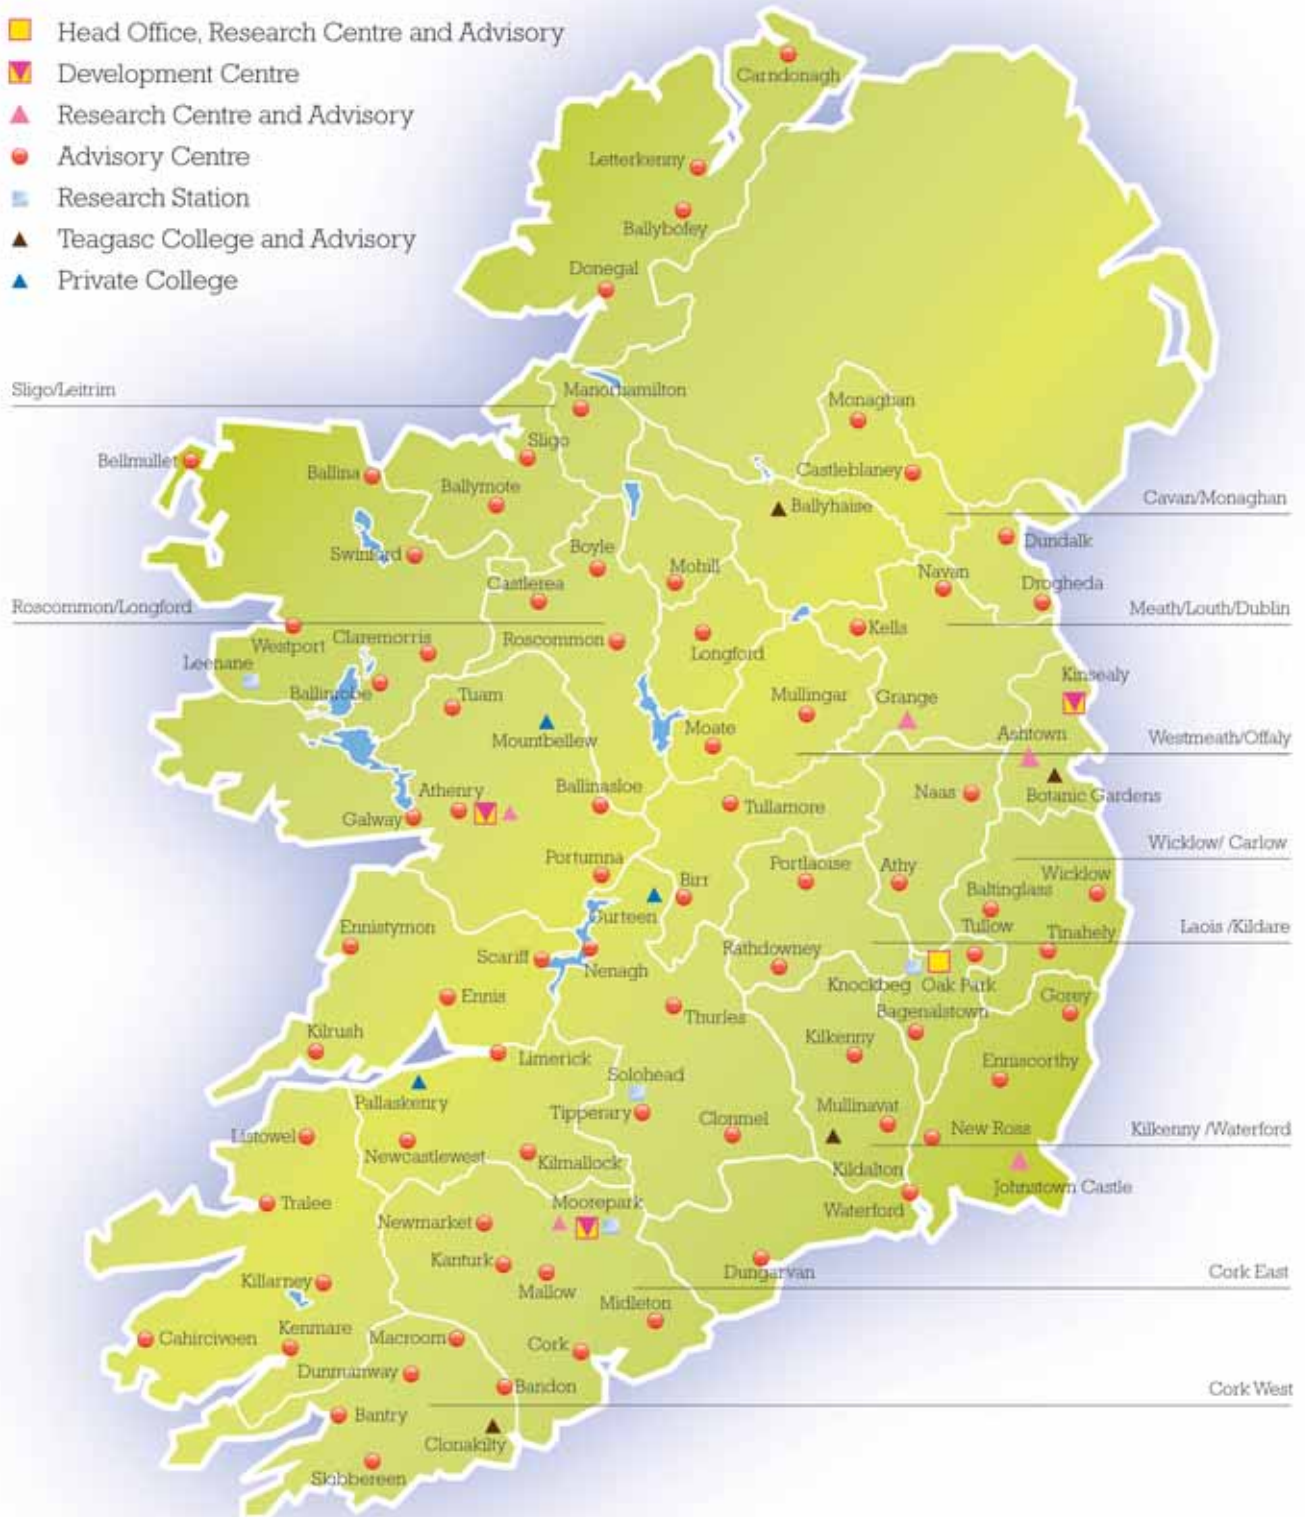 Head Office, Research Centre and Advisory
Development Centre
Research Centre and Advisory
Advisory Centre
Research Station
Teagasc College and Advisory
Private College
Carndonagh
Letterkenny
Ballybofey
Donegal
Sligo/Leitrim
Manorhamilton
Monaghan
Sligo
Bellmullet
Ballina
Castleblaney
Ballymote
Cavan/Monaghan
Ballyhaise
Dundalk
Swinford
Boyle
Mohill
Navan
Castlerea
Drogheda
Roscommon/Longford
Meath/Louth/Dublin
Kells
Claremorris
Roscommon
Westport
Longford
Leenane
Kinsealy
Ballinrobe
Tuam
Mullingar
Grange
Moate
Ashtown
Mountbellew
Westmeath/Offaly
Athenry
Ballinasloe
Naas
Botanic Gardens
Tullamore
Galway
Wicklow/ Carlow
Portumna
Portlaoise
Athy
Wicklow
Birr
Baltinglass
Gurteen
Ennistymon
Tullow
Laois /Kildare
Tinahely
Rathdowney
Scariff
Nenagh
Knockbeg
Oak Park
Ennis
Gorey
Bagenalstown
Thurles
Kilrush
Kilkenny
Limerick
Enniscorthy
Solohead
Pallaskenry
Mullinavat
Tipperary
Clonmel
Listowel
New Ross
Kilkenny /Waterford
Newcastlewest
Kilmallock
Kildalton
Johnstown Castle
Tralee
Moorepark
Waterford
Newmarket
Kanturk
Dungarvan
Cork East
Killarney
Mallow
Midleton
Kenmare
Cahirciveen
Macroom
Cork
Dunmanway
Bandon
Cork West
Bantry
Clonakilty
Skibbereen